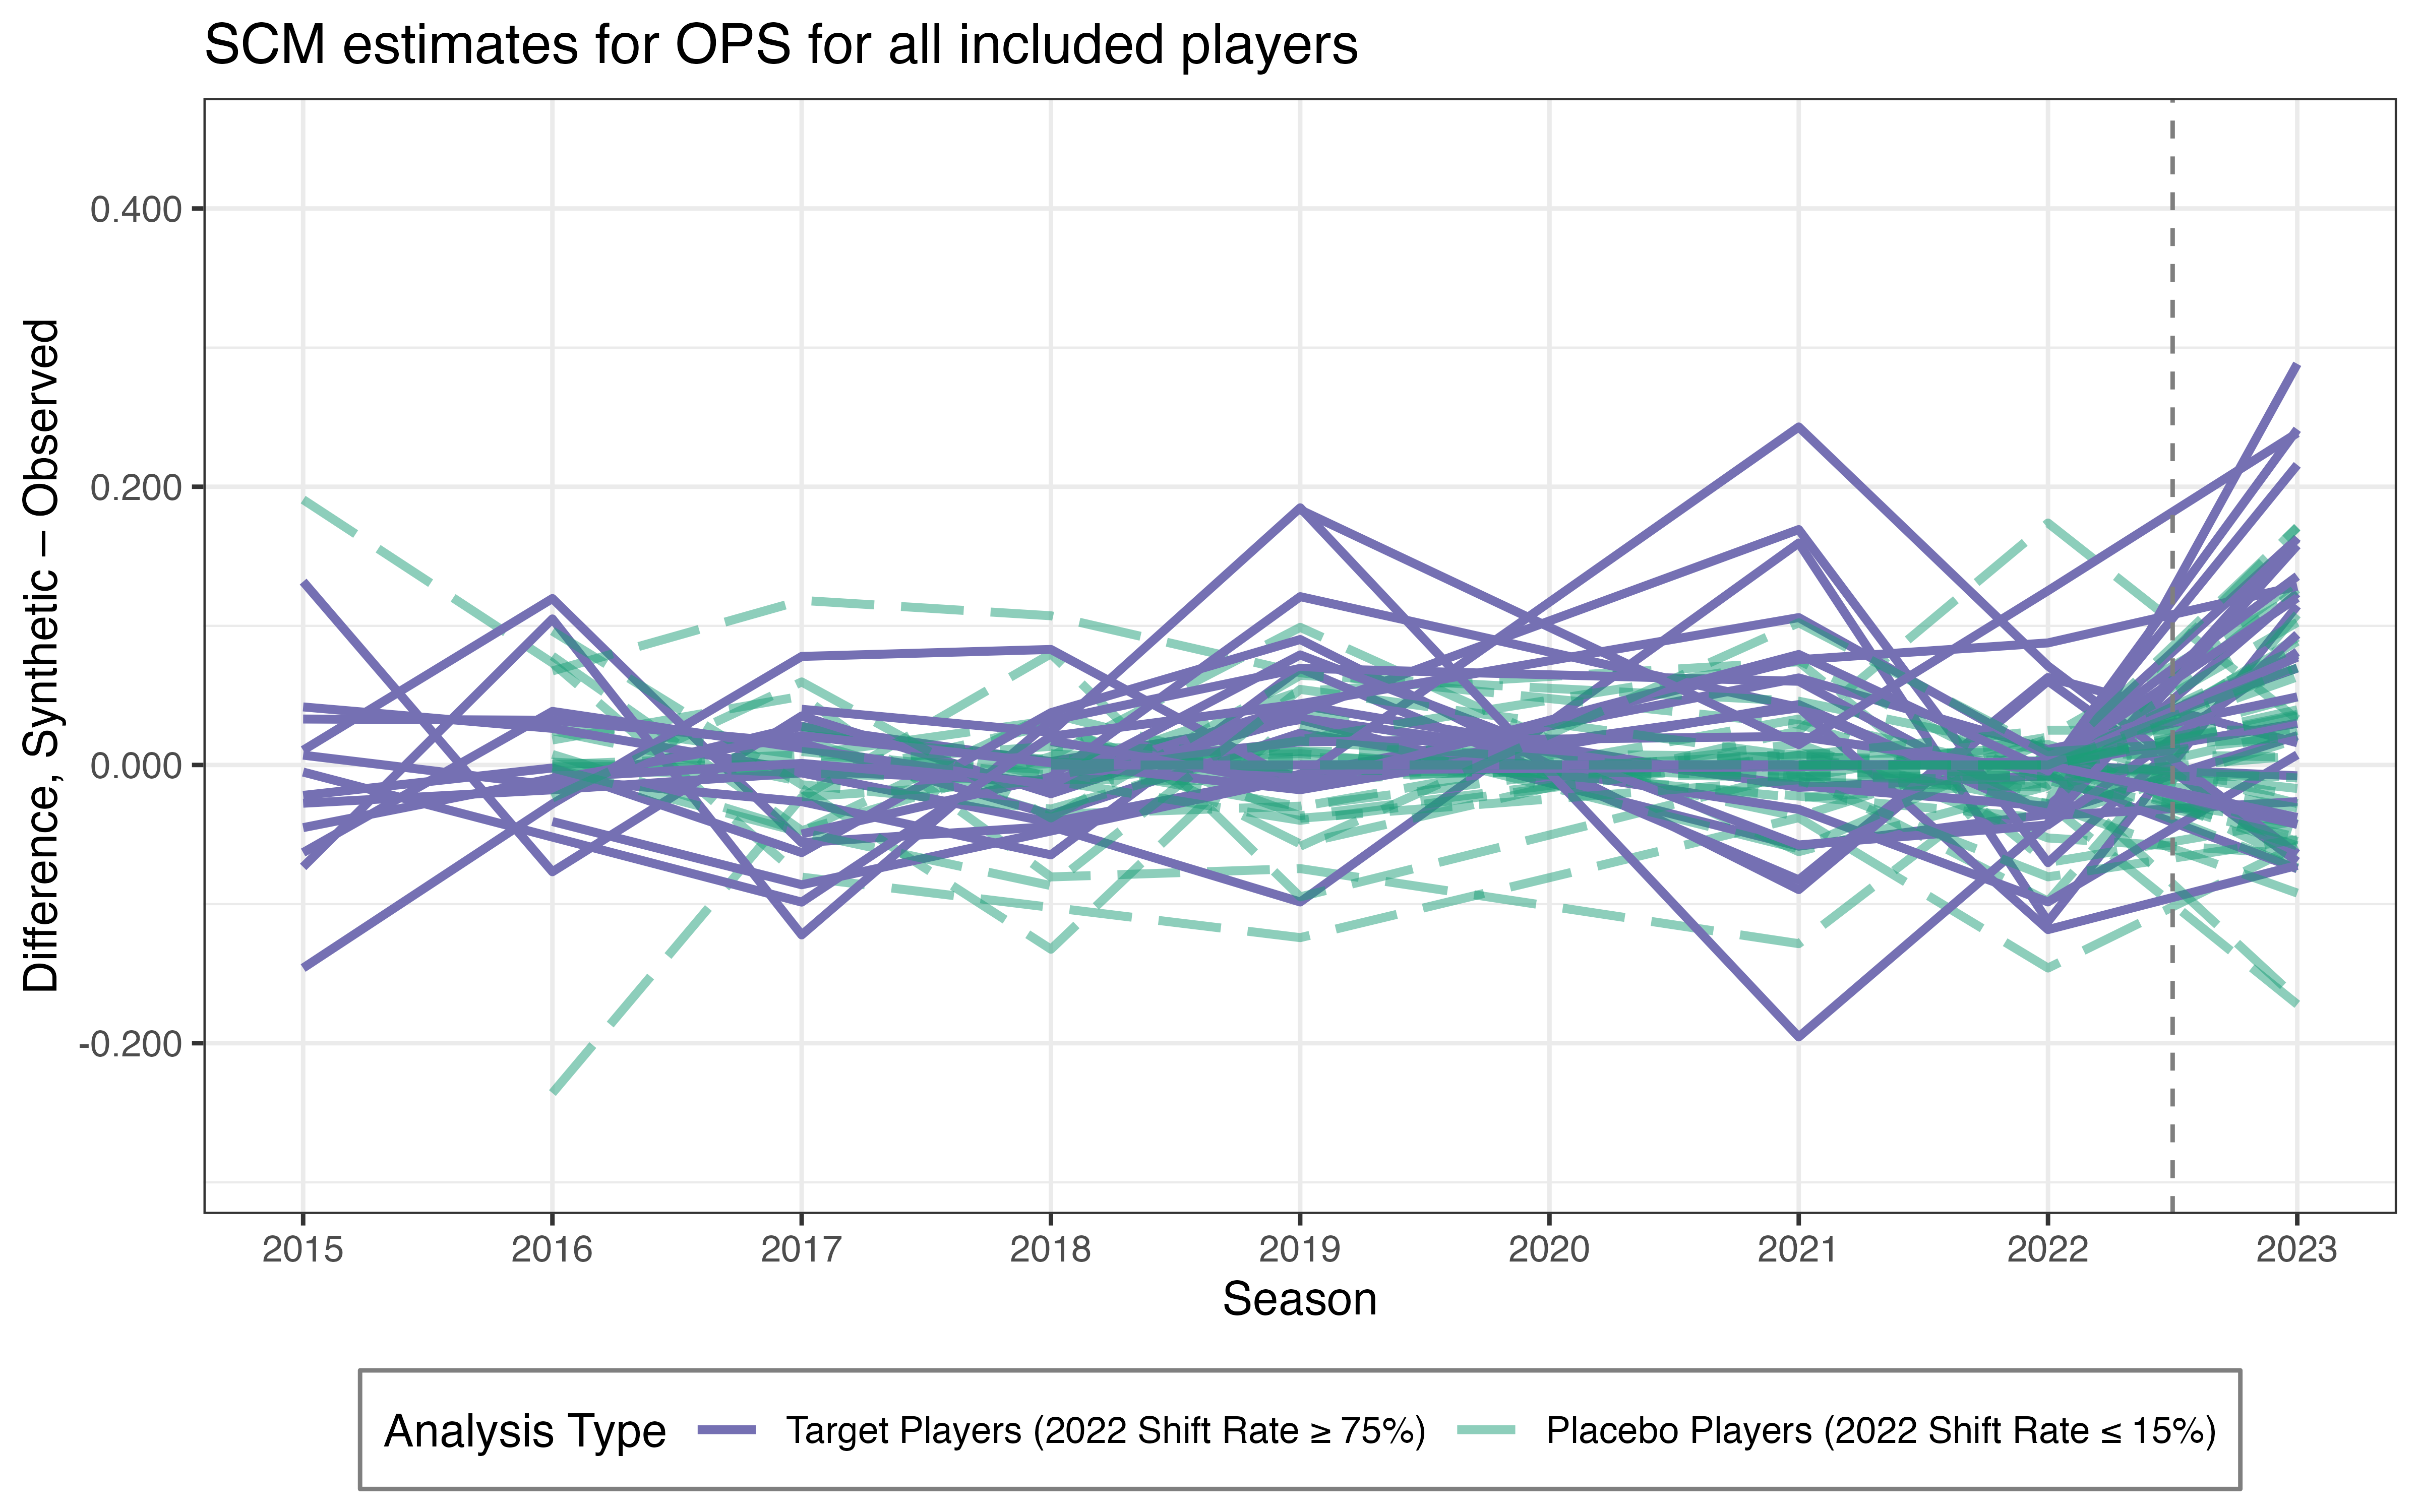 SCM estimates for OPS for all included players
Difference, Synthetic – Observed
0.400
0.200
0.000
-0.200
2015 2016 2017 2018 2019 2020 2021 2022 2023
Season
Analysis Type Target Players (2022 Shift Rate ≥ 75%) Placebo Players (2022 Shift Rate ≤ 15%)